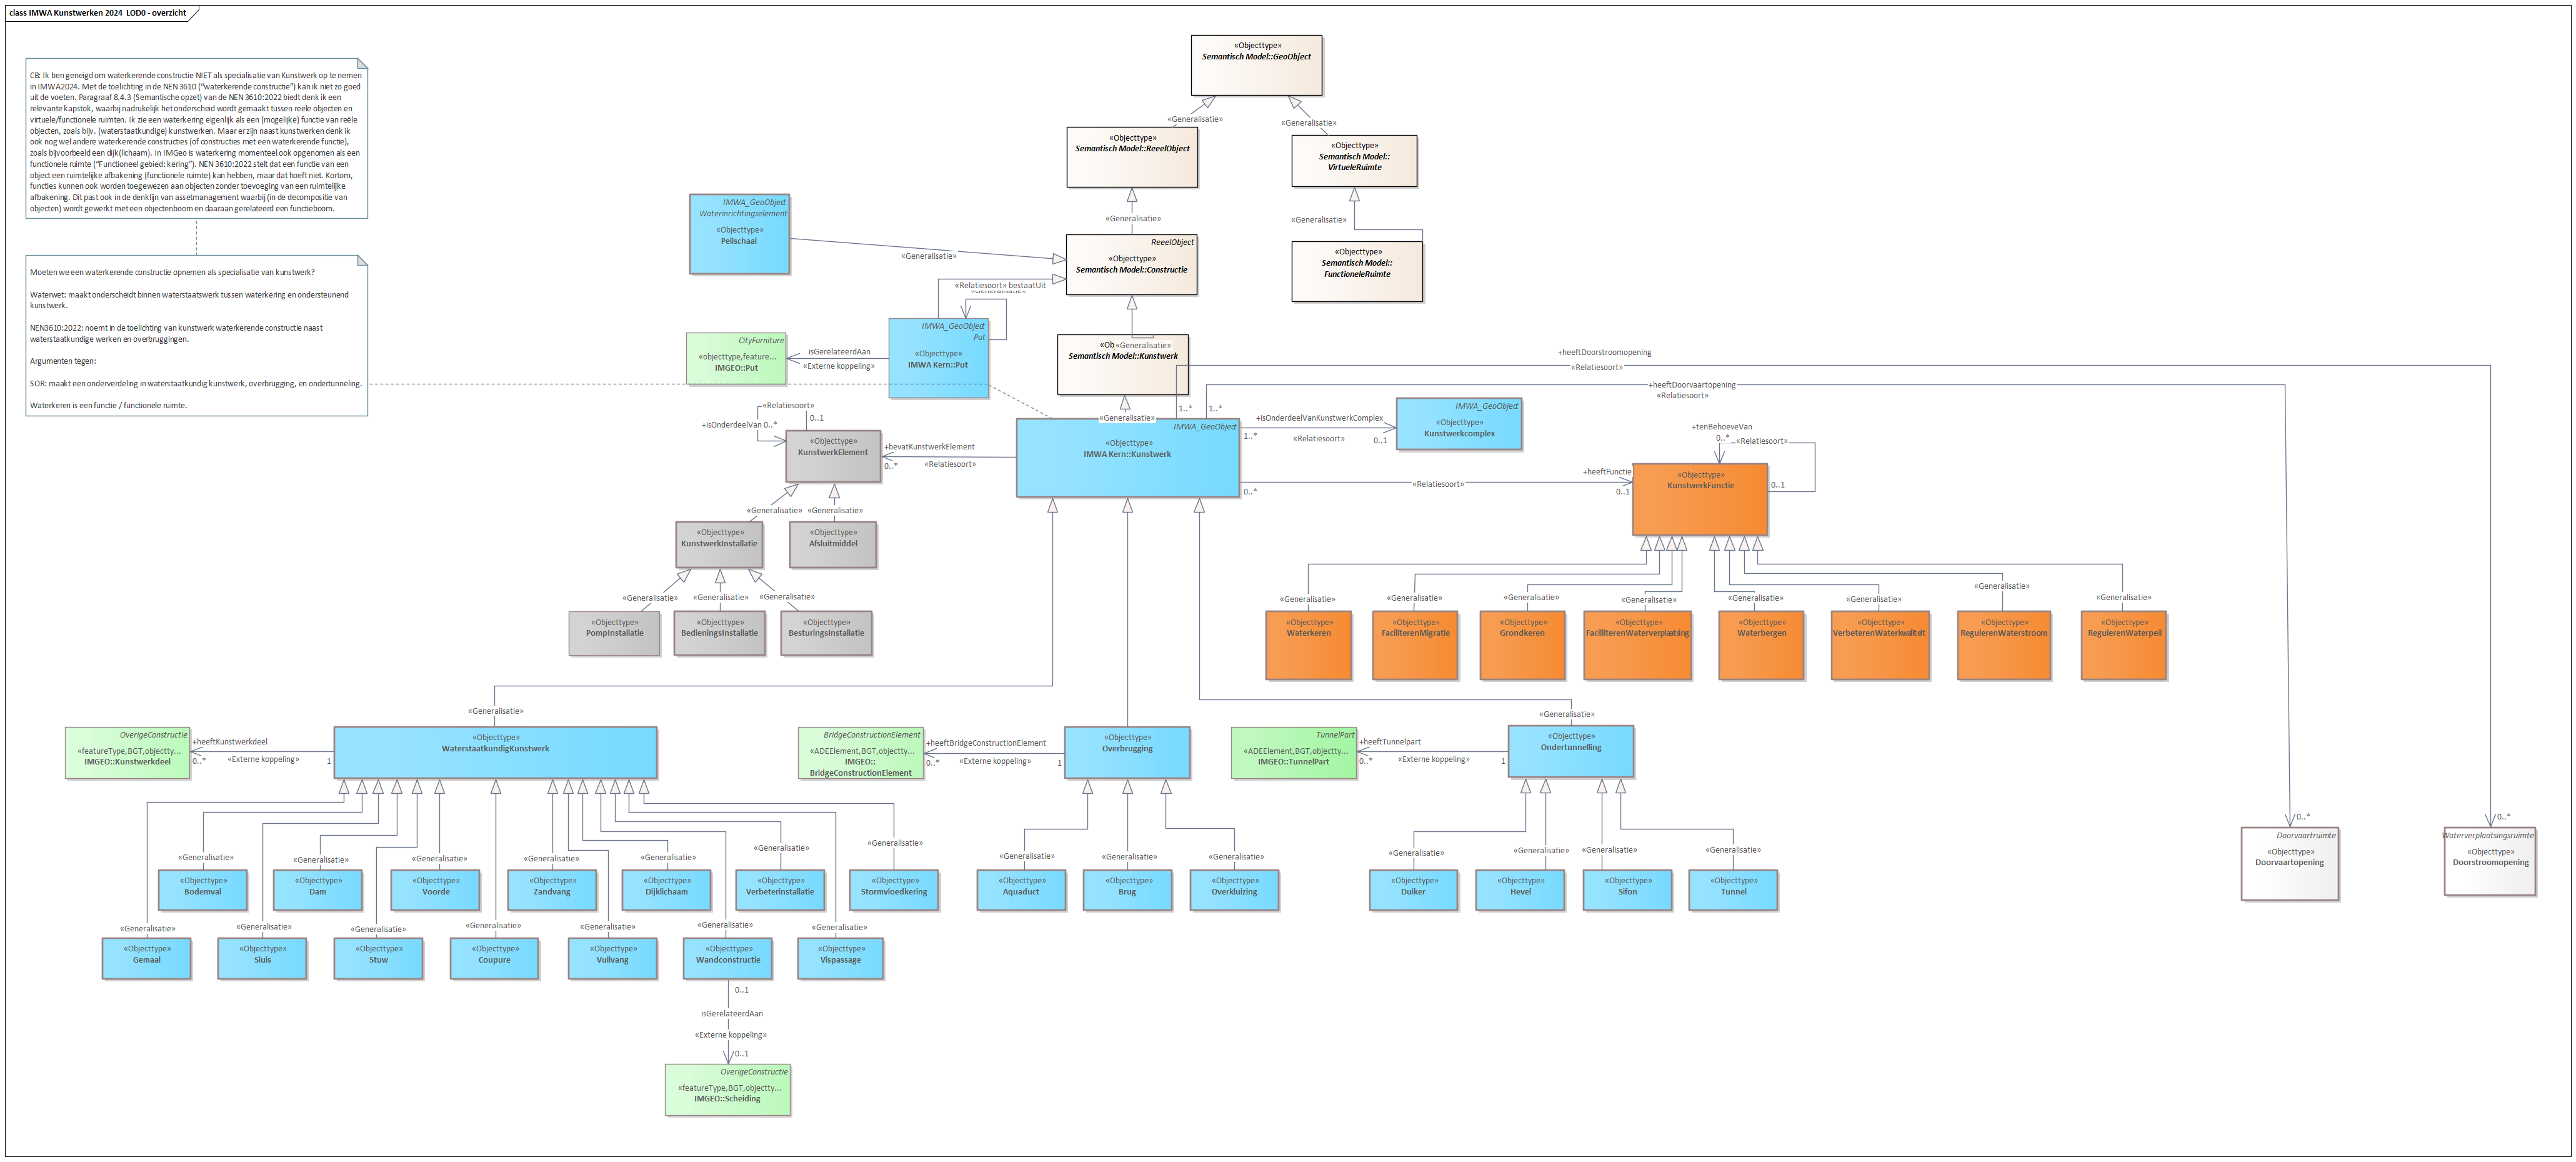 class IMWA Kunstwerken 2024 LOD0 - overzicht
CB: Ik ben geneigd om waterkerende constructie NIET als specialisatie van Kunstwerk op te nemen
in IMWA2024. Met de toelichting in de NEN 3610 ("waterkerende constructie") kan ik niet zo goed
uit de voeten. Paragraaf 8.4.3 (Semantische opzet) van de NEN 3610:2022 biedt denk ik een
relevante kapstok, waarbij nadrukelijk het onderscheid wordt gemaakt tussen reële objecten en
virtuele/functionele ruimten. Ik zie een waterkering eigenlijk als een (mogelijke) functie van reële
objecten, zoals bijv. (waterstaatkundige) kunstwerken. Maar er zijn naast kunstwerken denk ik
ook nog wel andere waterkerende constructies (of constructies met een waterkerende functie),
zoals bijvoorbeeld een dijk(lichaam). In IMGeo is waterkering momenteel ook opgenomen als een
functionele ruimte ("Functioneel gebied: kering"). NEN 3610:2022 stelt dat een functie van een
object een ruimtelijke afbakening (functionele ruimte) kan hebben, maar dat hoeft niet. Kortom,
functies kunnen ook worden toegewezen aan objecten zonder toevoeging van een ruimtelijke
afbakening. Dit past ook in de denklijn van assetmanagement waarbij (in de decompositie van
objecten) wordt gewerkt met een objectenboom en daaraan gerelateerd een functieboom.
Moeten we een waterkerende constructie opnemen als specialisatie van kunstwerk?
Waterwet: maakt onderscheidt binnen waterstaatswerk tussen waterkering en ondersteunend
kunstwerk.
NEN3610:2022: noemt in de toelichting van kunstwerk waterkerende constructie naast
waterstaatkundige werken en overbruggingen.
Argumenten tegen:
SOR: maakt een onderverdeling in waterstaatkundig kunstwerk, overbrugging, en ondertunneling.
Waterkeren is een functie / functionele ruimte.
«Objecttype»
Semantisch Model::GeoObject
«Generalisatie»
«Generalisatie»
«Objecttype»
Semantisch Model::ReeelObject
«Objecttype»
Semantisch Model::
VirtueleRuimte
«Generalisatie»
«Generalisatie»
IMWA_GeoObject
Waterinrichtingselement
«Objecttype»
Peilschaal
«Generalisatie»
ReeelObject
«Objecttype»
Semantisch Model::Constructie
«Objecttype»
Semantisch Model::
FunctioneleRuimte
«Relatiesoort» bestaatUit
«Generalisatie»
IMWA_GeoObject
Put
«Objecttype»
IMWA Kern::Put
CityFurniture
«objecttype,feature...
IMGEO::Put
isGerelateerdAan
«Externe koppeling»
«Generalisatie»
Semantisch Model::Kunstwerk
«Generalisatie»
+heeftDoorstroomopening
«Relatiesoort»
+heeftDoorvaartopening
«Relatiesoort»
1..*
1..*
IMWA_GeoObject
«Objecttype»
IMWA Kern::Kunstwerk
+isOnderdeelVanKunstwerkComplex
1..*
«Relatiesoort»
0..1
IMWA_GeoObject
«Objecttype»
Kunstwerkcomplex
«Relatiesoort»
0..1
+isOnderdeelVan 0..*
«Objecttype»
KunstwerkElement
+bevatKunstwerkElement
0..*
«Relatiesoort»
+tenBehoeveVan
0..*
«Relatiesoort»
0..1
+heeftFunctie
0..*
«Relatiesoort»
0..1
«Objecttype»
KunstwerkFunctie
«Generalisatie»
«Generalisatie»
«Objecttype»
KunstwerkInstallatie
«Objecttype»
Afsluitmiddel
«Generalisatie»
«Generalisatie»
«Generalisatie»
«Objecttype»
PompInstallatie
«Objecttype»
BedieningsInstallatie
«Objecttype»
BesturingsInstallatie
«Generalisatie»
«Generalisatie»
«Generalisatie»
«Generalisatie»
«Generalisatie»
«Generalisatie»
«Generalisatie»
«Generalisatie»
«Objecttype»
Waterkeren
«Objecttype»
FaciliterenMigratie
«Objecttype»
Grondkeren
«Objecttype»
FaciliterenWaterverplaatsing
«Objecttype»
Waterbergen
«Objecttype»
VerbeterenWaterkwaliteit
«Objecttype»
RegulerenWaterstroom
«Objecttype»
RegulerenWaterpeil
«Generalisatie»
«Generalisatie»
OverigeConstructie
«featureType,BGT,objectty...
IMGEO::Kunstwerkdeel
+heeftKunstwerkdeel
0..*
«Externe koppeling»
1
«Objecttype»
WaterstaatkundigKunstwerk
BridgeConstructionElement
«ADEElement,BGT,objectty...
IMGEO::
BridgeConstructionElement
+heeftBridgeConstructionElement
0..*
«Externe koppeling»
1
«Objecttype»
Overbrugging
TunnelPart
«ADEElement,BGT,objectty...
IMGEO::TunnelPart
+heeftTunnelpart
0..*
«Externe koppeling»
1
«Objecttype»
Ondertunnelling
0..*
0..*
Doorvaartruimte
«Objecttype»
Doorvaartopening
Waterverplaatsingsruimte
«Objecttype»
Doorstroomopening
«Generalisatie»
«Generalisatie»
«Generalisatie»
«Generalisatie»
«Generalisatie»
«Generalisatie»
«Generalisatie»
«Generalisatie»
«Generalisatie»
«Generalisatie»
«Generalisatie»
«Generalisatie»
«Generalisatie»
«Generalisatie»
«Objecttype»
Bodemval
«Objecttype»
Dam
«Objecttype»
Voorde
«Objecttype»
Zandvang
«Objecttype»
Dijklichaam
«Objecttype»
Verbeterinstallatie
«Objecttype»
Stormvloedkering
«Objecttype»
Aquaduct
«Objecttype»
Brug
«Objecttype»
Overkluizing
«Objecttype»
Duiker
«Objecttype»
Hevel
«Objecttype»
Sifon
«Objecttype»
Tunnel
«Generalisatie»
«Generalisatie»
«Generalisatie»
«Generalisatie»
«Generalisatie»
«Generalisatie»
«Generalisatie»
«Objecttype»
Gemaal
«Objecttype»
Sluis
«Objecttype»
Stuw
«Objecttype»
Coupure
«Objecttype»
Vuilvang
«Objecttype»
Wandconstructie
«Objecttype»
Vispassage
0..1
isGerelateerdAan
«Externe koppeling»
0..1
OverigeConstructie
«featureType,BGT,objectty...
IMGEO::Scheiding